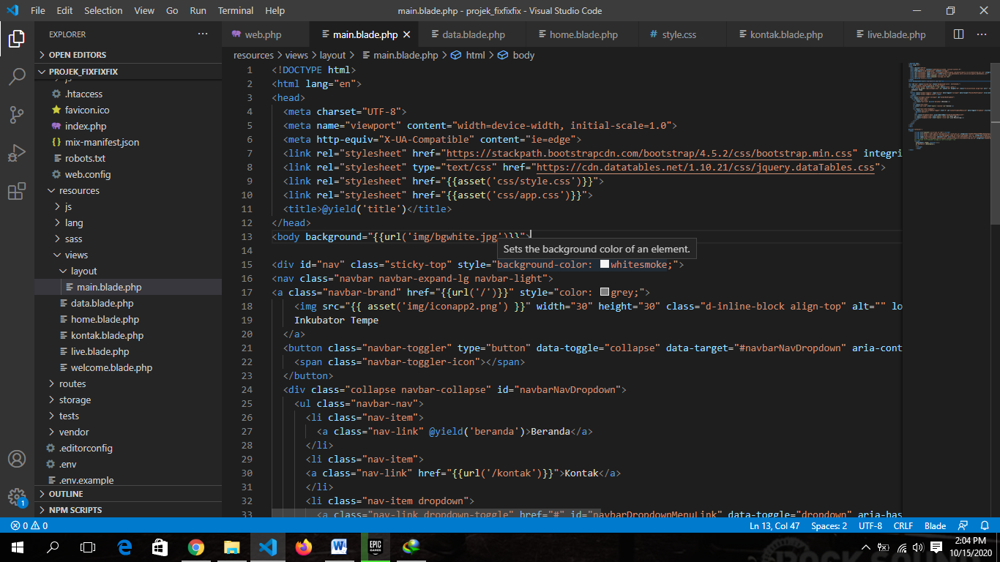 File Edit Selection View Go Run Terminal Help main.blade.php - projek_fixfixfix - Visual Studio Code
EXPLORER
OPEN EDITORS
PROJEK_FIXFIXFIX
js
.htaccess
favicon.ico
index.php
mix-manifest.json
robots.txt
web.config
resources
js
lang
sass
views
layout
main.blade.php
data.blade.php
home.blade.php
kontak.blade.php
live.blade.php
welcome.blade.php
routes
storage
tests
vendor
.editorconfig
.env
.env.example
OUTLINE
NPM SCRIPTS
web.php main.blade.php data.blade.php home.blade.php style.css kontak.blade.php live.blade.php
resources > views > layout > main.blade.php > html > body
1 <!DOCTYPE html>
2 <html lang="en">
3 <head>
4 <meta charset="UTF-8">
5 <meta name="viewport" content="width=device-width, initial-scale=1.0">
6 <meta http-equiv="X-UA-Compatible" content="ie=edge">
7 <link rel="stylesheet" href="https://stackpath.bootstrapcdn.com/bootstrap/4.5.2/css/bootstrap.min.css" integri
8 <link rel="stylesheet" type="text/css" href="https://cdn.datatables.net/1.10.21/css/jquery.dataTables.css">
9 <link rel="stylesheet" href="{{asset('css/style.css')}}">
10 <link rel="stylesheet" href="{{asset('css/app.css')}}">
11 <title>@yield('title')</title>
12 </head>
13 <body background="{{url('img/bgwhite.jpg')}}">
14
Sets the background color of an element.
15 <div id="nav" class="sticky-top" style="background-color: whitesmoke;">
16 <nav class="navbar navbar-expand-lg navbar-light">
17 <a class="navbar-brand" href="{{url('/')}}" style="color: grey;">
18 <img src="{{ asset('img/iconapp2.png') }}" width="30" height="30" class="d-inline-block align-top" alt="" lo
19 Inkubator Tempe
20 </a>
21 <button class="navbar-toggler" type="button" data-toggle="collapse" data-target="#navbarNavDropdown" aria-cont
22 <span class="navbar-toggler-icon"></span>
23 </button>
24 <div class="collapse navbar-collapse" id="navbarNavDropdown">
25 <ul class="navbar-nav">
26 <li class="nav-item">
27 <a class="nav-link" @yield('beranda')>Beranda</a>
28 </li>
29 <li class="nav-item">
30 <a class="nav-link" href="{{url('/kontak')}}">Kontak</a>
31 </li>
32 <li class="nav-item dropdown">
33 <a class="nav-link dropdown-toggle" href="#" id="navbarDropdownMenuLink" data-toggle="dropdown" aria-has
1
0 0 Ln 13, Col 47 Spaces: 2 UTF-8 CRLF Blade
EPIC GAMES
2:04 PM
10/15/2020